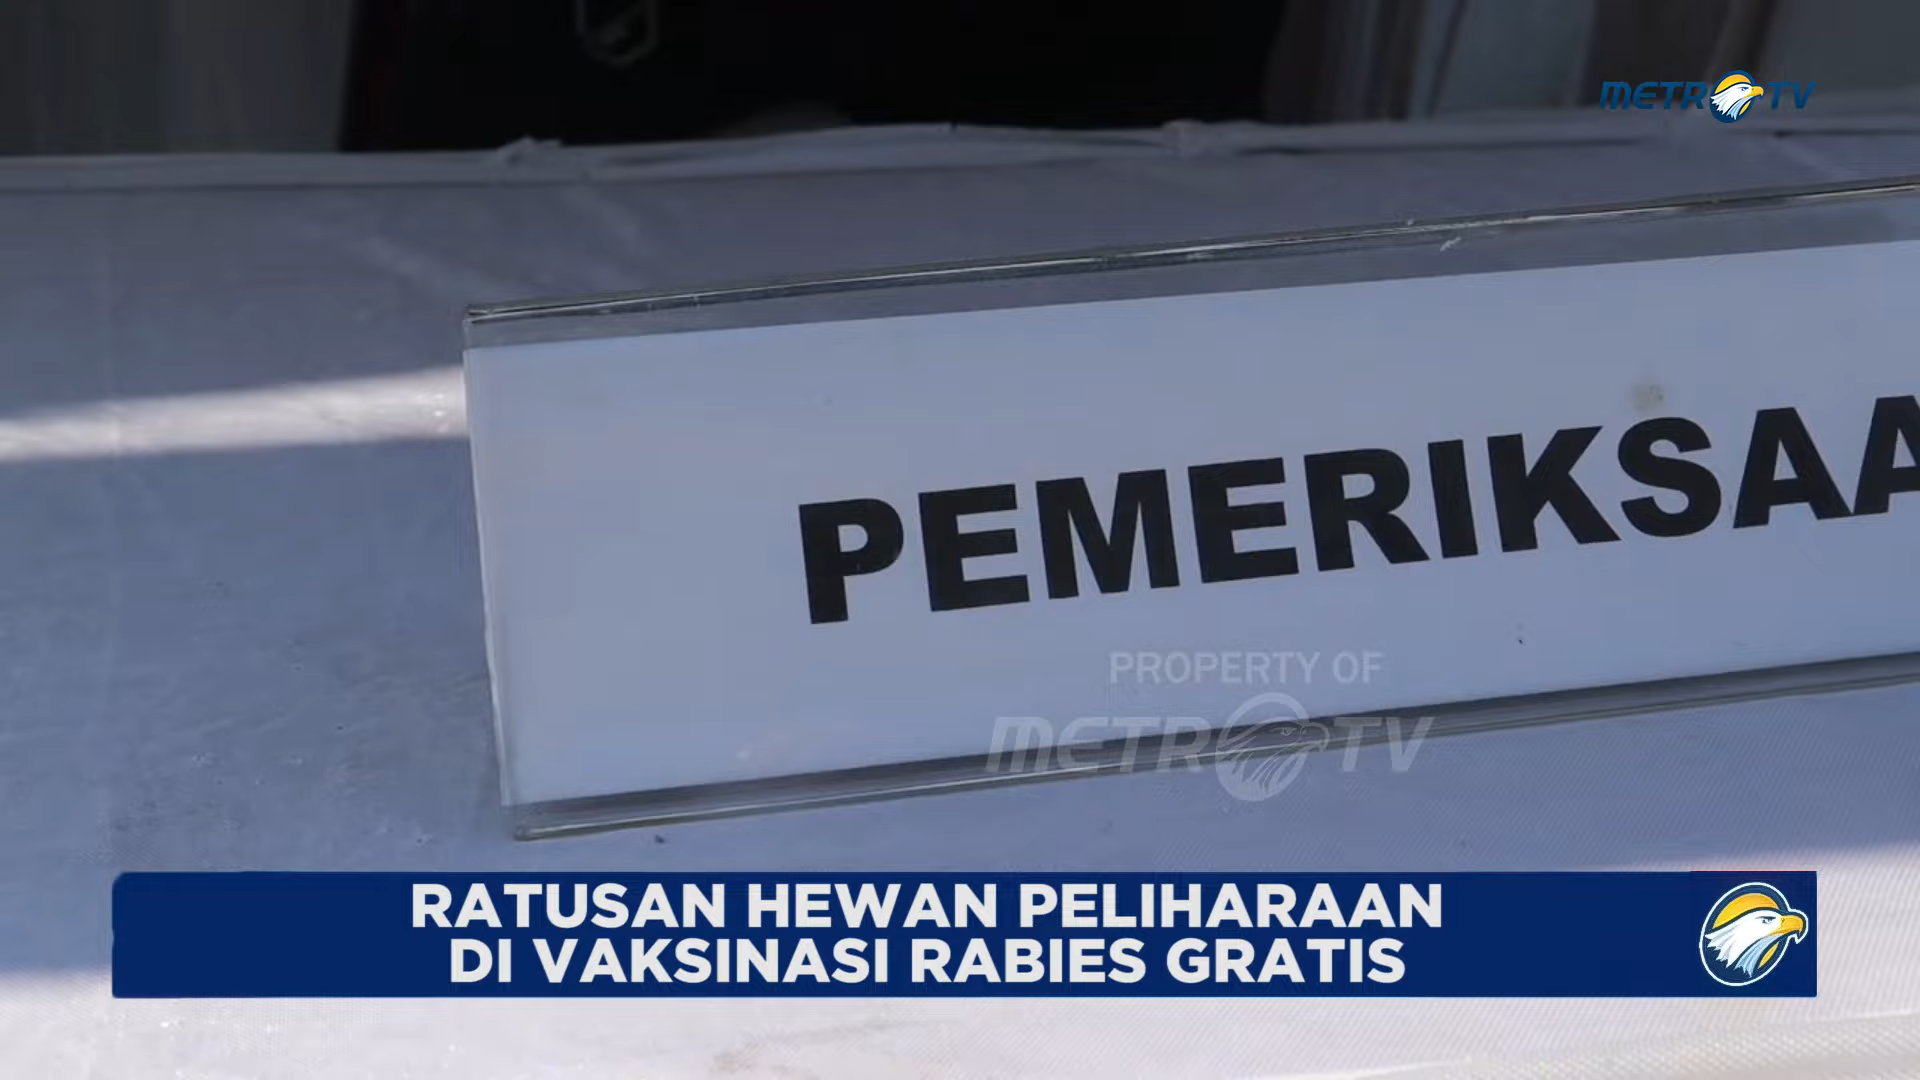 METRO TV
PEMERIKSAA
PROPERTY OF
METRO TV
RATUSAN HEWAN PELIHARAAN
DI VAKSINASI RABIES GRATIS